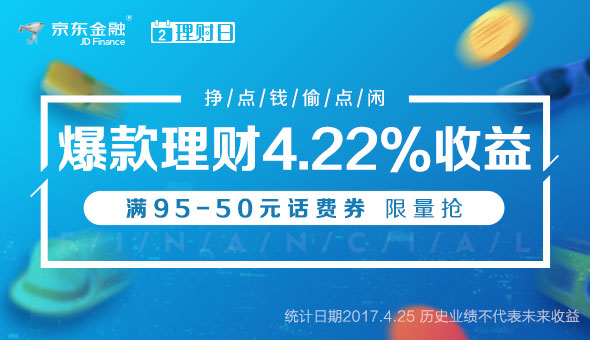 京东金融®
JD Finance
2 理财日
挣/点/钱/偷/点/闲
爆款理财4.22%收益
满95-50元话费券 限量抢
F/I/N/A/N/C/I/A/L
统计日期2017.4.25 历史业绩不代表未来收益